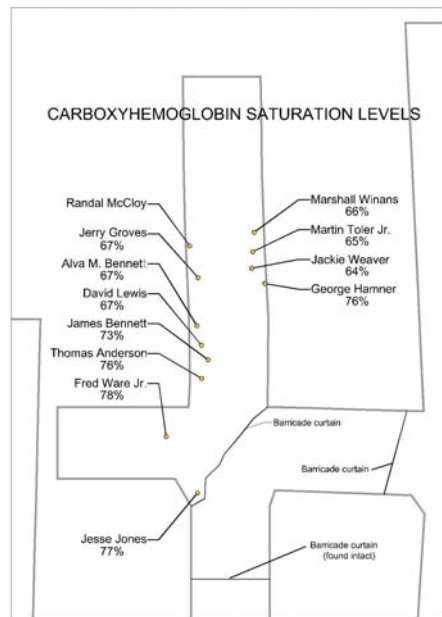 CARBOXYHEMOGLOBIN SATURATION LEVELS
Randal McCloy
Jerry Groves
67%
Alva M. Bennett
67%
David Lewis
67%
James Bennett
73%
Thomas Anderson
76%
Fred Ware Jr.
78%
Marshall Winans
66%
Martin Toler Jr.
65%
Jackie Weaver
64%
George Hamner
76%
Barricade curtain
Barricade curtain
Jesse Jones
77%
Barricade curtain
(found intact)